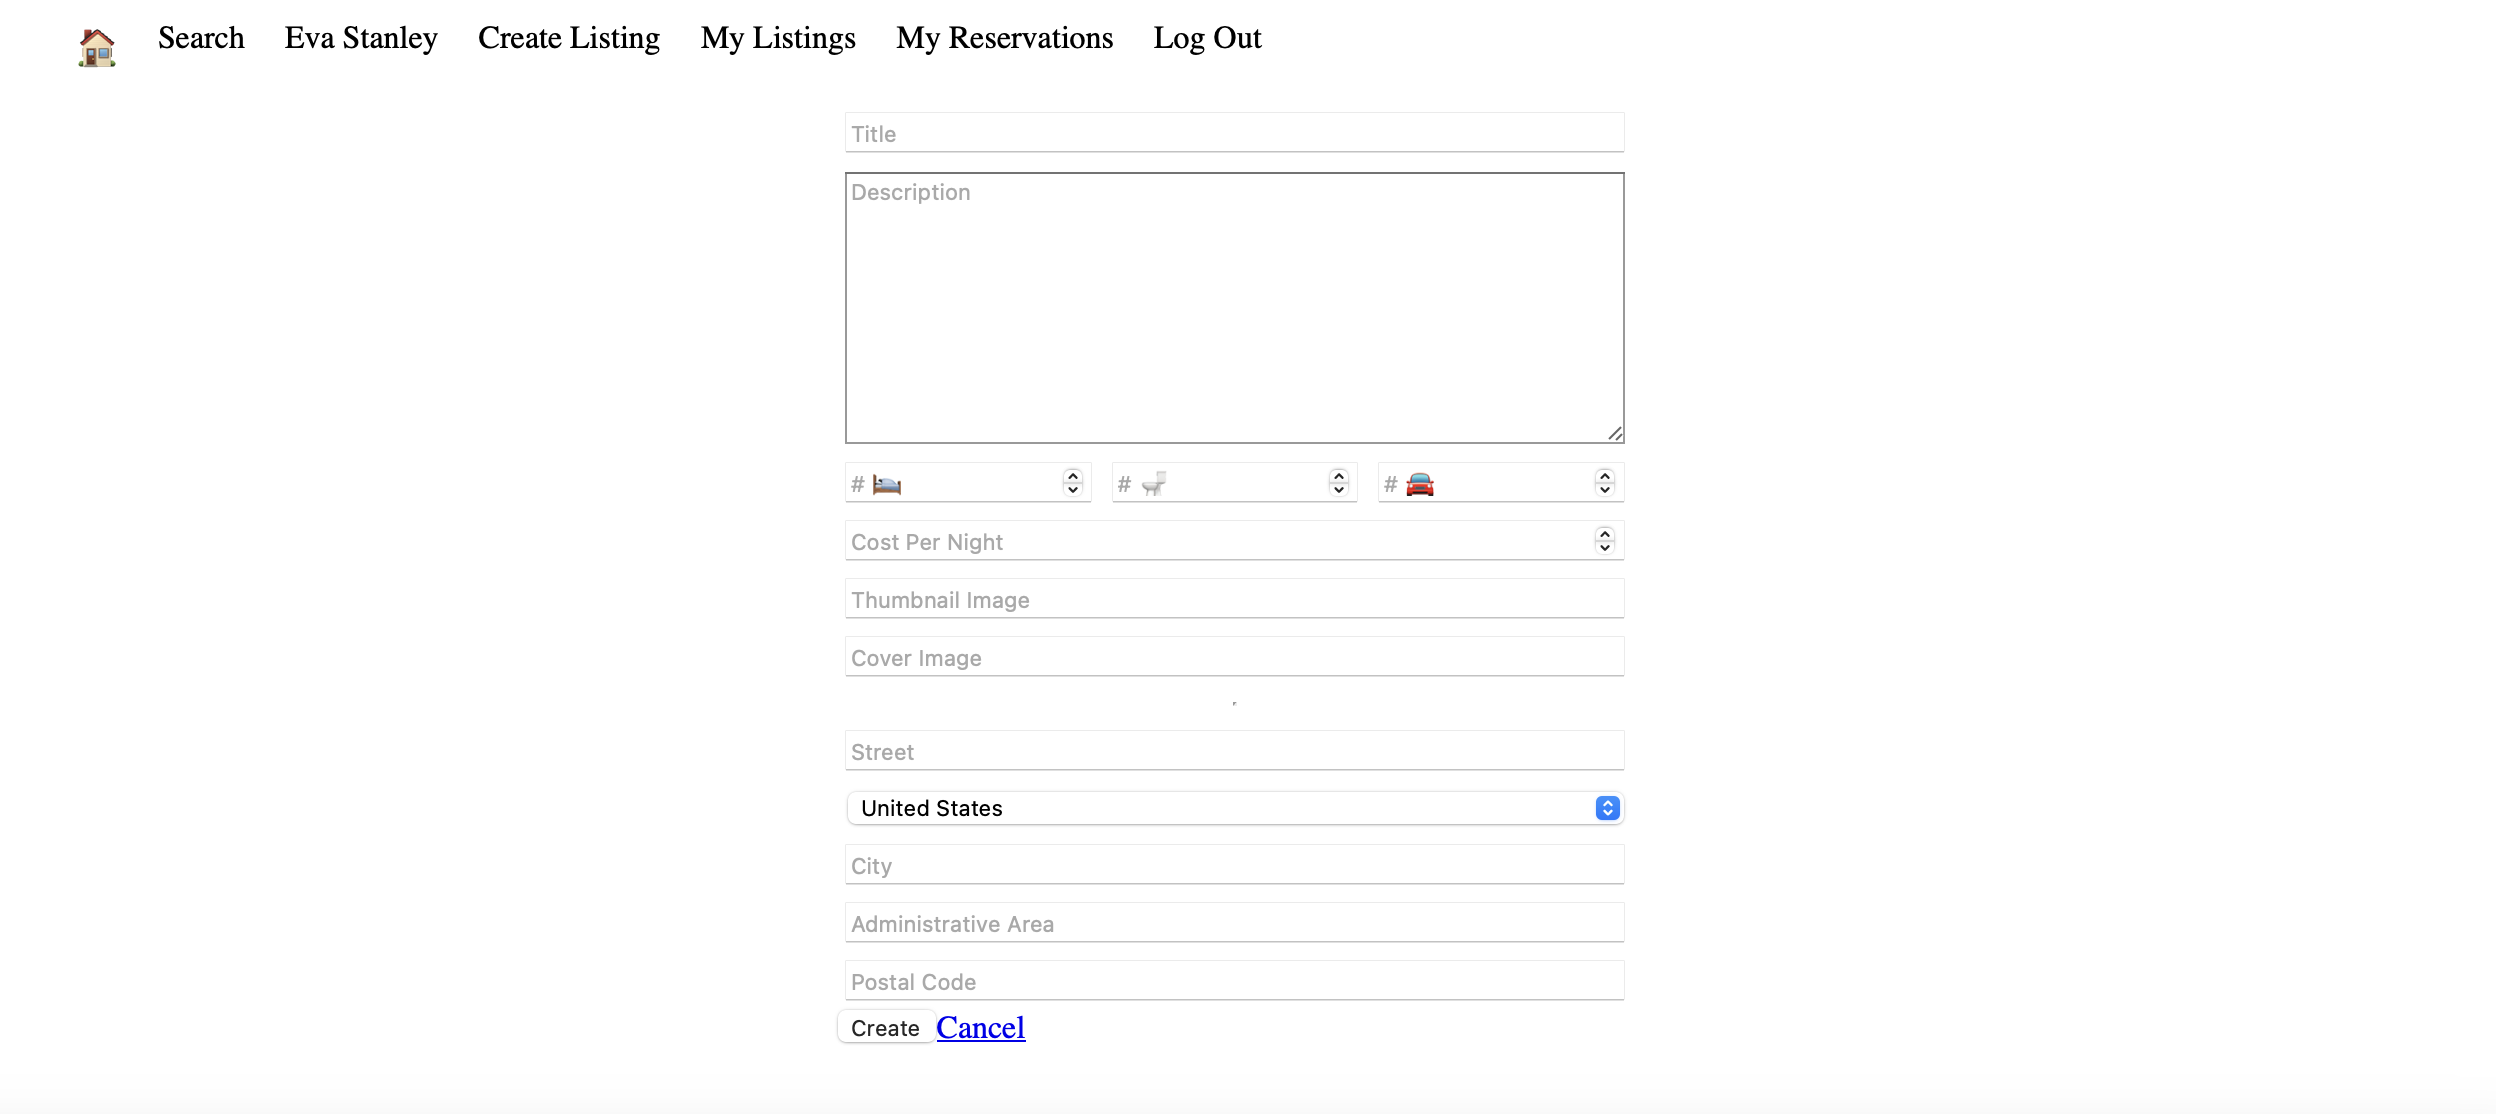 Search Eva Stanley Create Listing My Listings My Reservations Log Out
Title
Description
# # #
Cost Per Night
Thumbnail Image
Cover Image
Street
United States
City
Administrative Area
Postal Code
Create Cancel